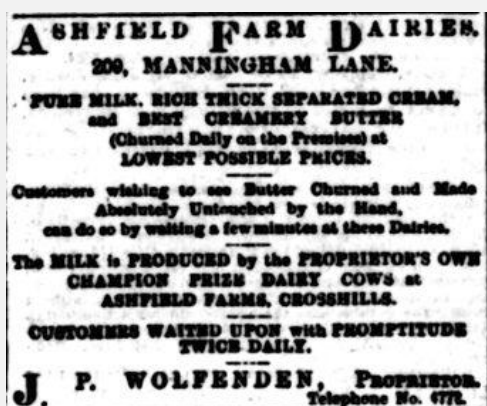 ASHFIELD FARM DAIRIES.
200, MANNINGHAM LANE.
PURE MILK, RICH THICK SEPARATED CREAM,
and BEST CREAMERY BUTTER
(Churned Daily on the Premises) at
LOWEST POSSIBLE PRICES.
Customers wishing to see Butter Churned and Made
Absolutely Untouched by the Hand,
can do so by waiting a few minutes at these Dairies.
The MILK is PRODUCED by the PROPRIETOR'S OWN
CHAMPION PRIZE DAIRY COWS at
ASHFIELD FARMS, CROSSHILLS.
CUSTOMERS WAITED UPON with PROMPTITUDE
TWICE DAILY.
J. P. WOLFENDEN, PROPRIETOR.
Telephone No.